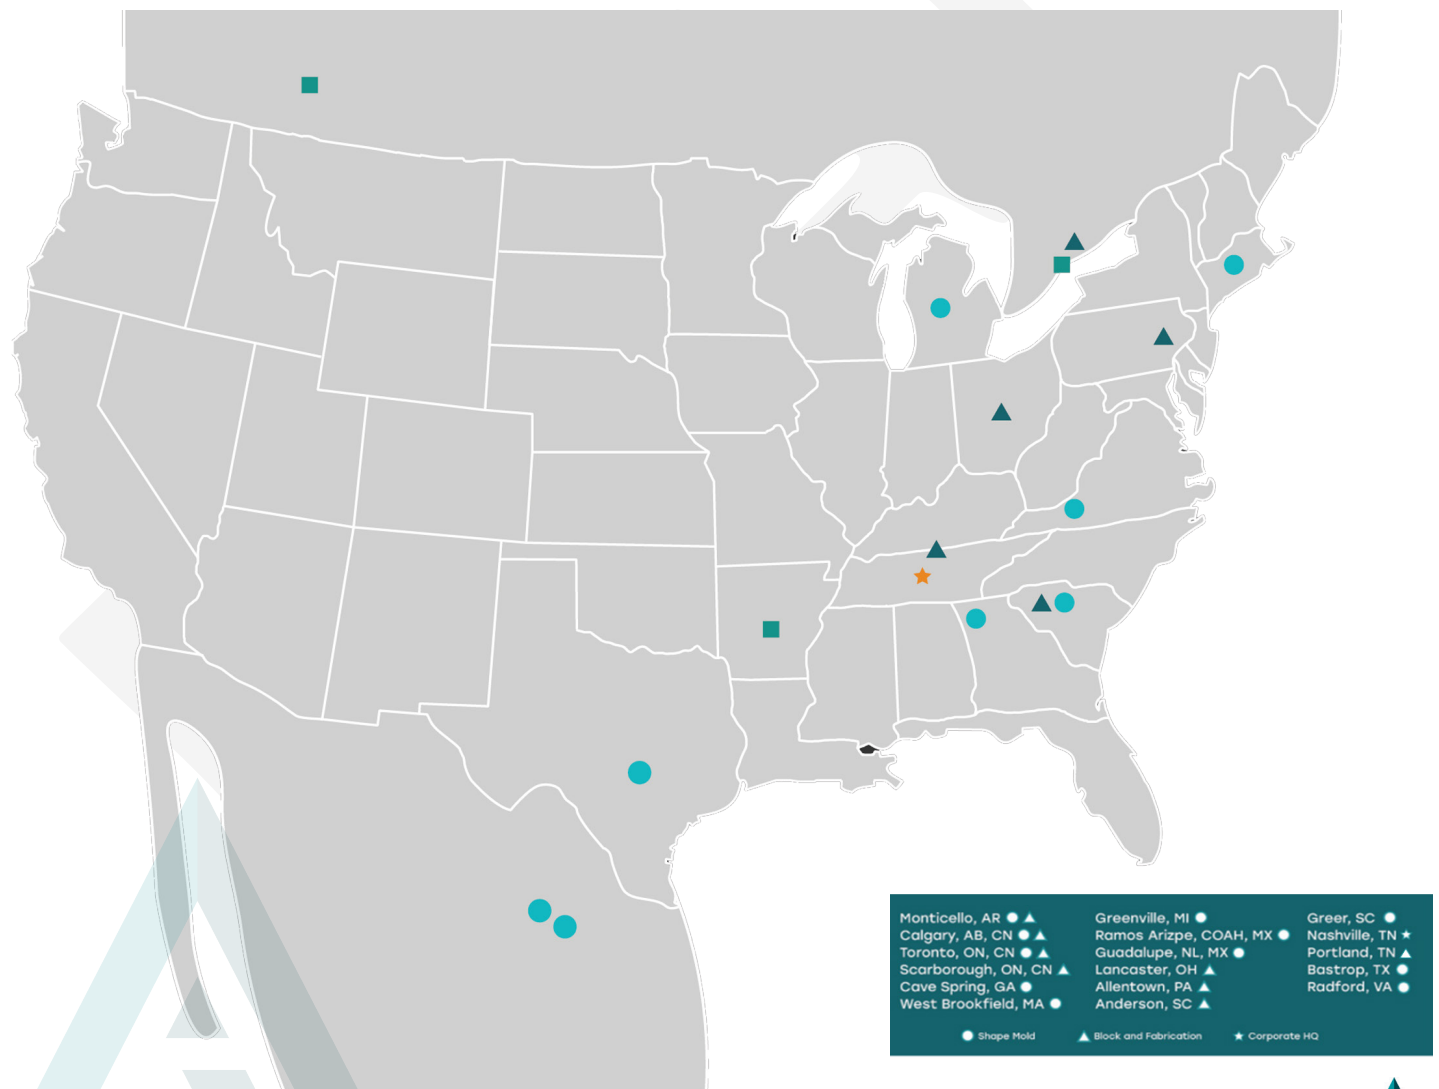 Monticello, AR
Calgary, AB, CN
Toronto, ON, CN
Scarborough, ON, CN
Cave Spring, GA
West Brookfield, MA
Greenville, MI
Ramos Arizpe, COAH, MX
Guadalupe, NL, MX
Lancaster, OH
Allentown, PA
Anderson, SC
Greer, SC
Nashville, TN
Portland, TN
Bastrop, TX
Radford, VA
Shape Mold
Block and Fabrication
Corporate HQ